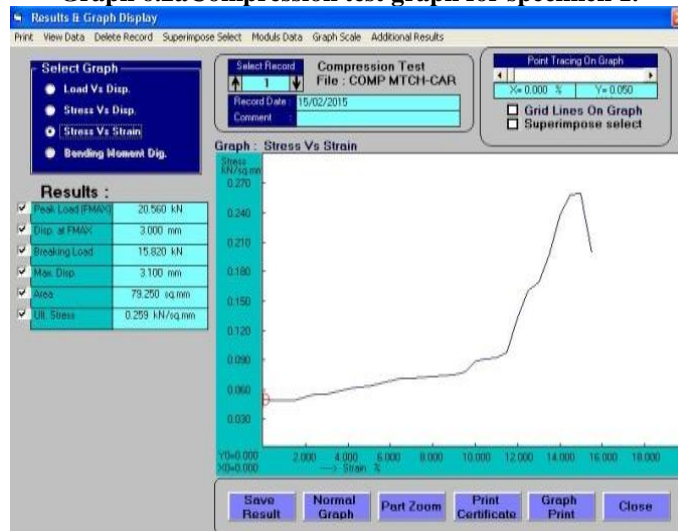 Graph 6.2a Compression test graph for specimen 2.
Results & Graph Display
Print View Data Delete Record Superimpose Select Moduls Data Graph Scale Additional Results
Select Graph
Load Vs Disp.
Stress Vs Disp.
Stress Vs Strain
Bending Moment Dig.
Select Record
1
Compression Test
File : COMP MTCH-CAR
Record Date : 15/02/2015
Comment :
Point Tracing On Graph
X= 0.000 % Y= 0.050
Grid Lines On Graph
Superimpose select
Results :
Peak Load (FMAX) 20.560 kN
Disp. at FMAX 3.000 mm
Breaking Load 15.820 kN
Max. Disp. 3.100 mm
Area 79.250 sq.mm
Ult. Stress 0.259 kN/sq.mm
Graph : Stress Vs Strain
Stress
kN/sq.mm
0.270
0.240
0.210
0.180
0.150
0.120
0.090
0.060
0.030
Y0=0.000
X0=0.000
2.000 4.000 6.000 8.000 10.000 12.000 14.000 16.000 18.000
---> Strain %
Save Result
Normal Graph
Part Zoom
Print Certificate
Graph Print
Close